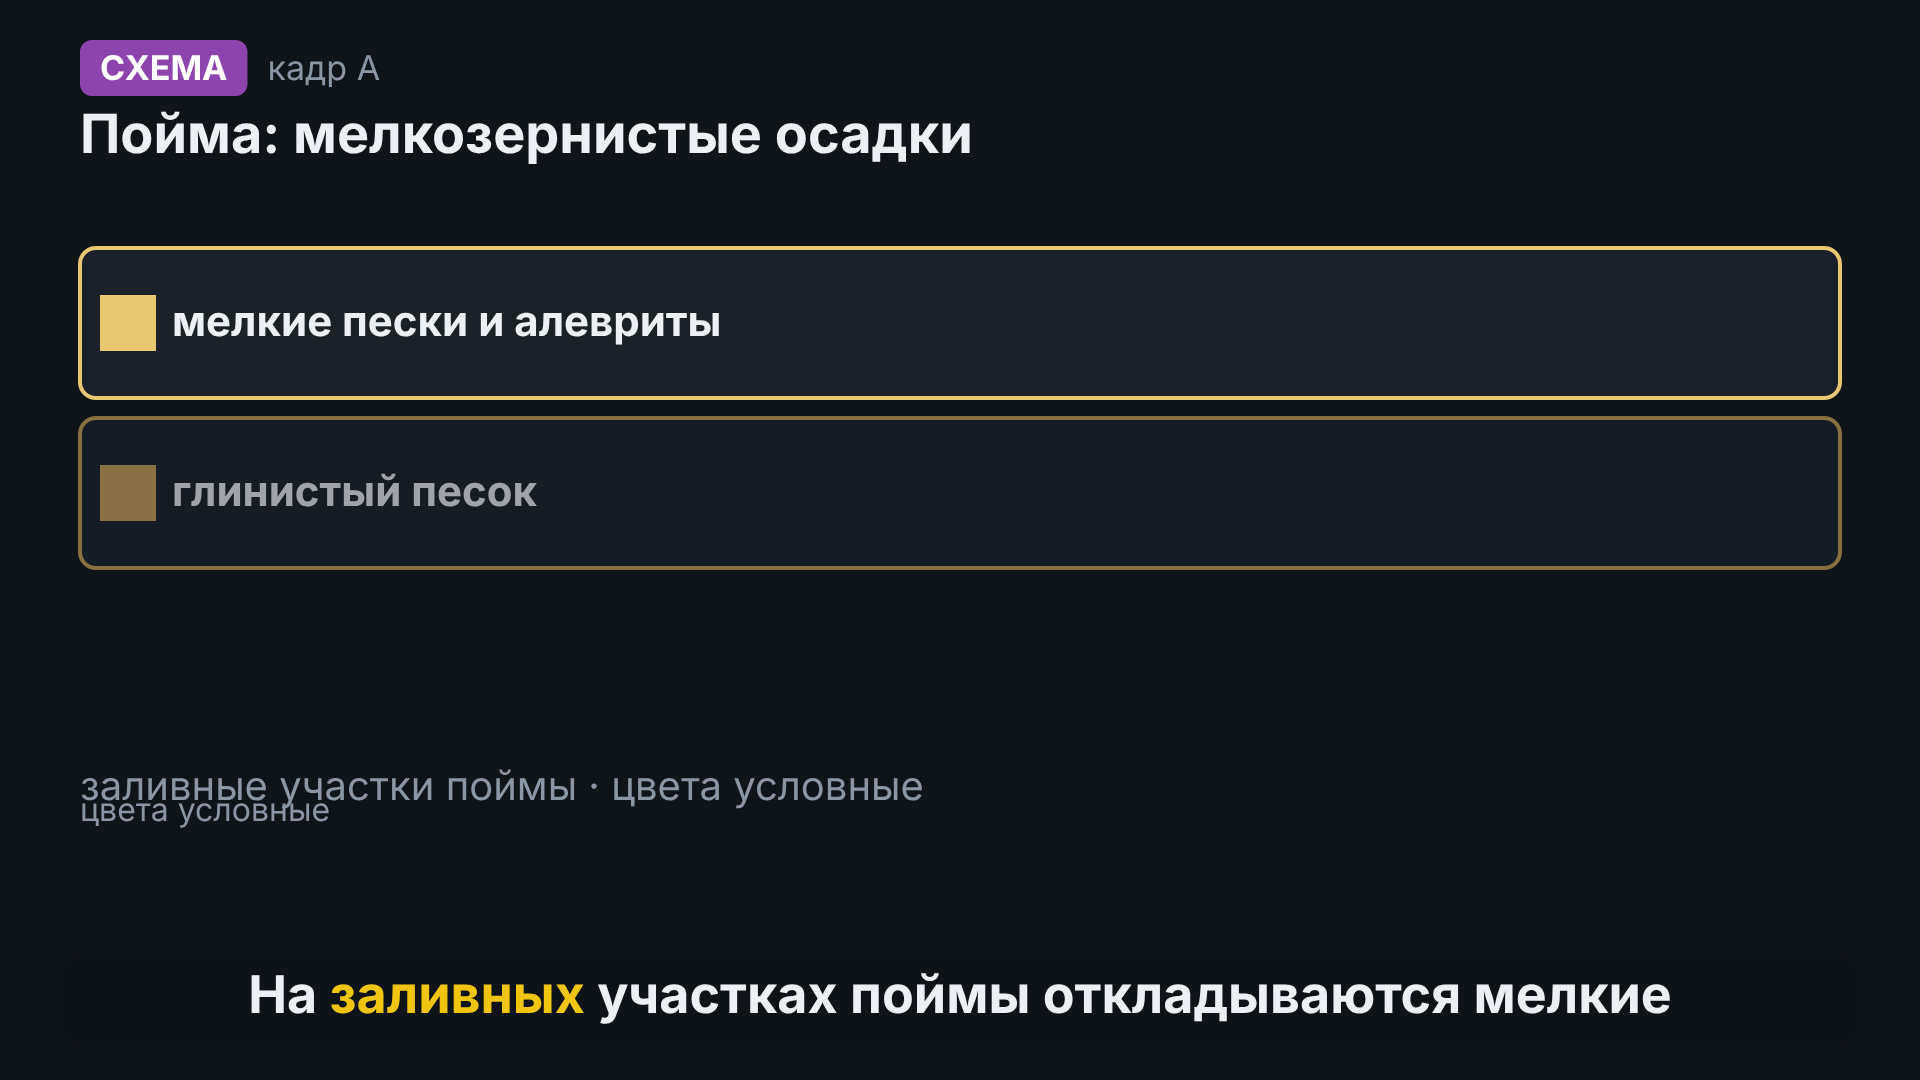 СХЕМА кадр А
Пойма: мелкозернистые осадки
мелкие пески и алевриты
глинистый песок
заливные участки поймы · цвета условные
цвета условные
На заливных участках поймы откладываются мелкие